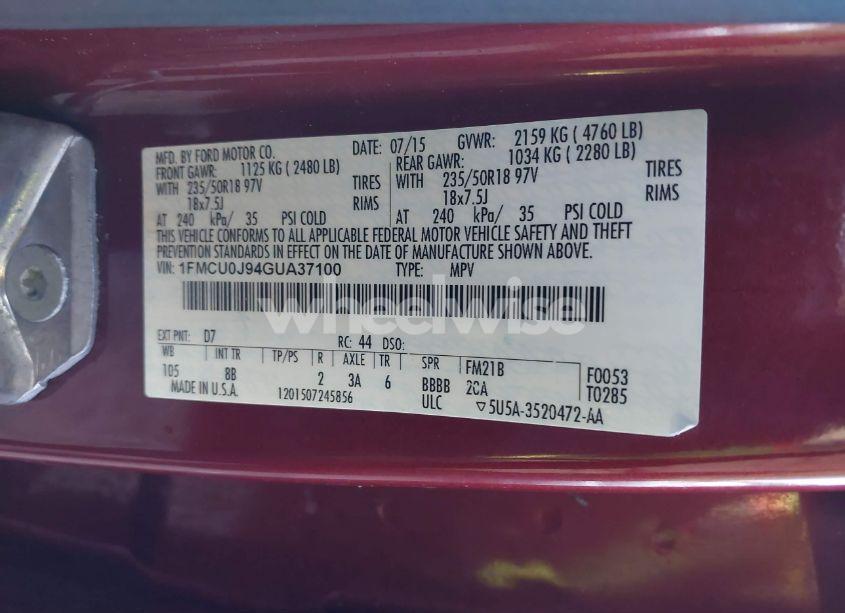 MFD. BY FORD MOTOR CO.
DATE: 07/15 GVWR: 2159 KG ( 4760 LB)
FRONT GAWR: 1125 KG ( 2480 LB)
REAR GAWR: 1034 KG ( 2280 LB)
WITH 235/50R18 97V TIRES
WITH 235/50R18 97V TIRES
18x7.5J RIMS
18x7.5J RIMS
AT 240 kPa/ 35 PSI COLD
AT 240 kPa/ 35 PSI COLD
THIS VEHICLE CONFORMS TO ALL APPLICABLE FEDERAL MOTOR VEHICLE SAFETY AND THEFT
PREVENTION STANDARDS IN EFFECT ON THE DATE OF MANUFACTURE SHOWN ABOVE.
VIN: 1FMCU0J94GUA37100 TYPE: MPV
wheelwise
EXT PNT: D7 RC: 44 DSO:
WB INT TR TP/PS R AXLE TR SPR FM21B F0053
105 8B 2 3A 6 BBBB 2CA T0285
MADE IN U.S.A. 1201507245856 ULC ▽5U5A-3520472-AA